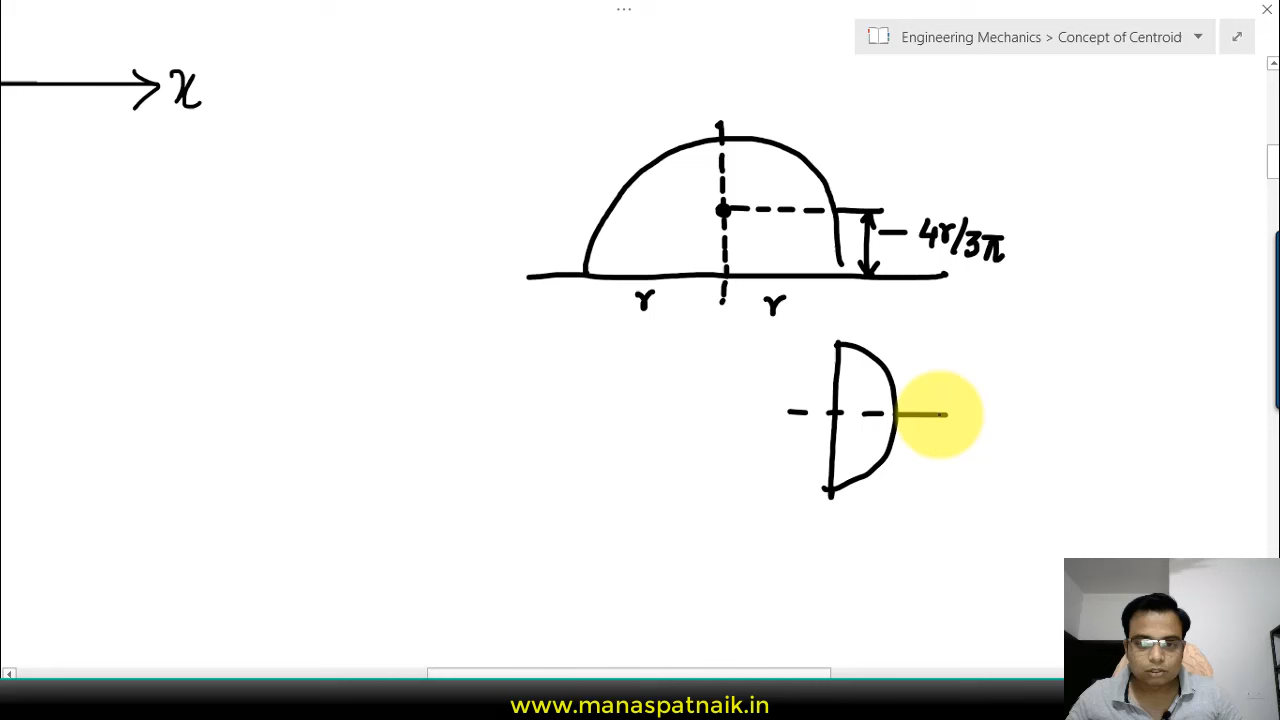 Engineering Mechanics > Concept of Centroid
x
4r/3π
r r
www.manaspatnaik.in